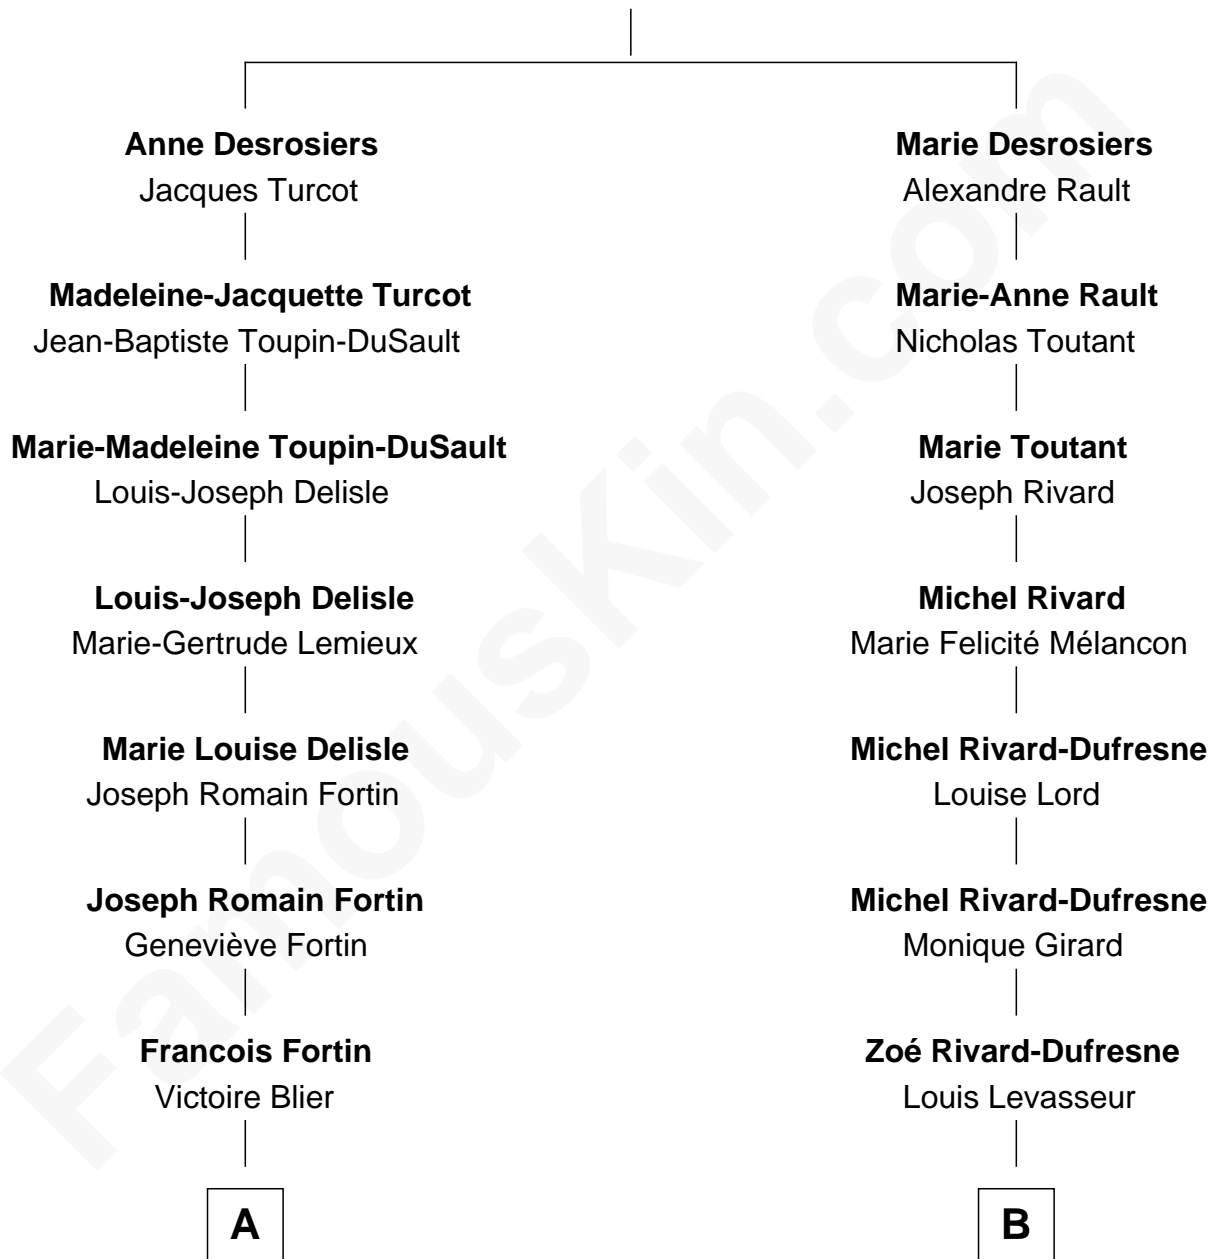 Anne Desrosiers
Jacques Turcot
Madeleine-Jacquette Turcot
Jean-Baptiste Toupin-DuSault
Marie-Madeleine Toupin-DuSault
Louis-Joseph Delisle
Louis-Joseph Delisle
Marie-Gertrude Lemieux
Marie Louise Delisle
Joseph Romain Fortin
Joseph Romain Fortin
Geneviève Fortin
Francois Fortin
Victoire Blier
A
Marie Desrosiers
Alexandre Rault
Marie-Anne Rault
Nicholas Toutant
Marie Toutant
Joseph Rivard
Michel Rivard
Marie Felicité Mélancon
Michel Rivard-Dufresne
Louise Lord
Michel Rivard-Dufresne
Monique Girard
Zoé Rivard-Dufresne
Louis Levasseur
B
FamousKin.com